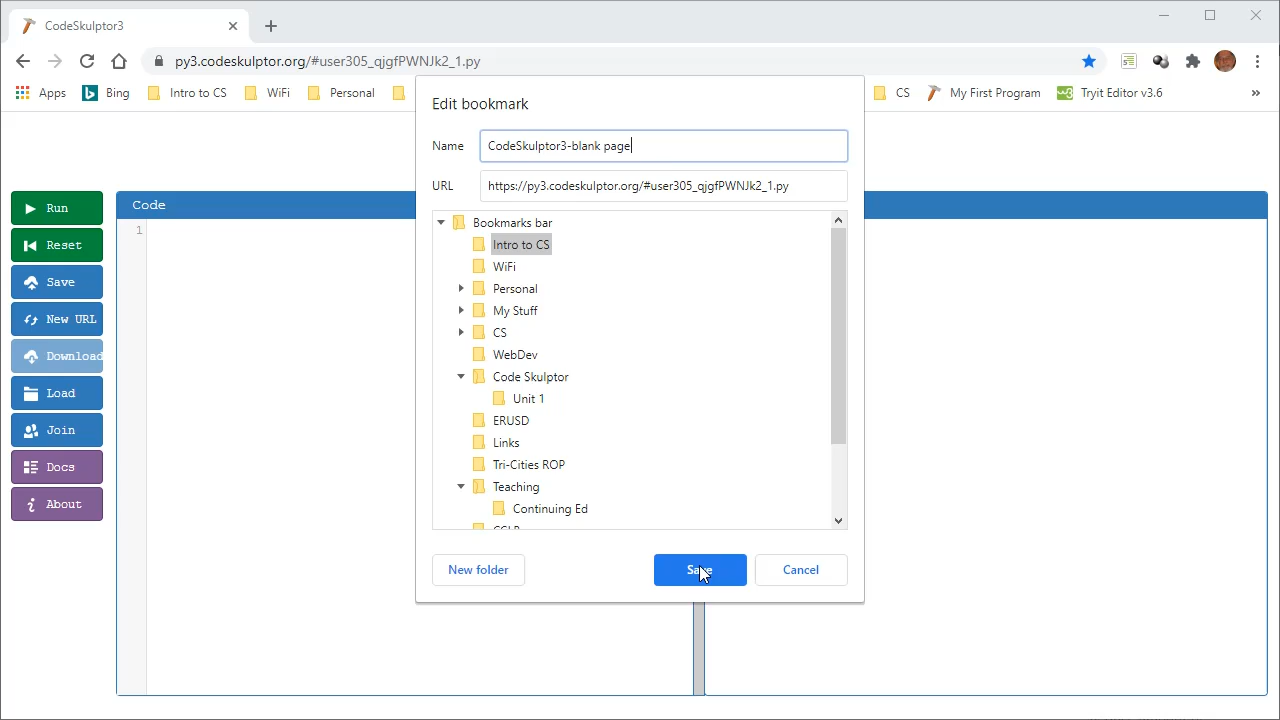 CodeSkulptor3
py3.codeskulptor.org/#user305_qjgfPWNJk2_1.py
Apps Bing Intro to CS WiFi Personal CS My First Program Tryit Editor v3.6 »
Edit bookmark
Name CodeSkulptor3-blank page
URL https://py3.codeskulptor.org/#user305_qjgfPWNJk2_1.py
Run
Reset
Save
New URL
Download
Load
Join
Docs
About
Code
1
Bookmarks bar
Intro to CS
WiFi
Personal
My Stuff
CS
WebDev
Code Skulptor
Unit 1
ERUSD
Links
Tri-Cities ROP
Teaching
Continuing Ed
New folder Save Cancel